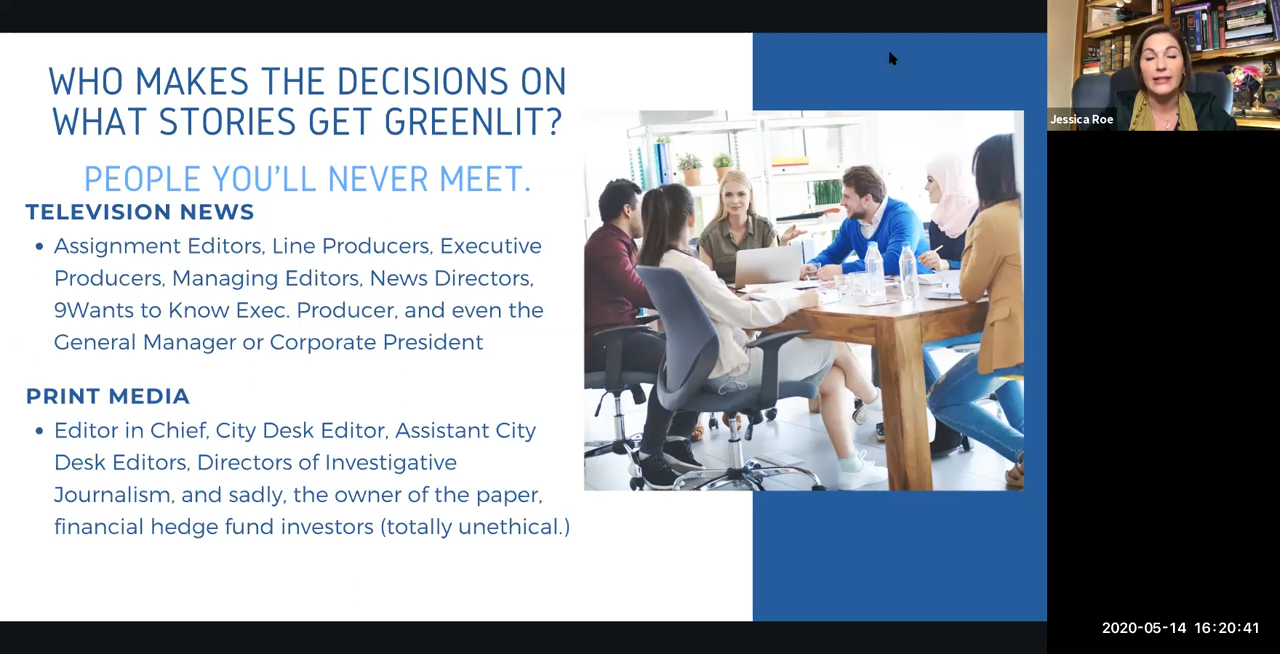 WHO MAKES THE DECISIONS ON
WHAT STORIES GET GREENLIT?
PEOPLE YOU'LL NEVER MEET.
TELEVISION NEWS
• Assignment Editors, Line Producers, Executive
Producers, Managing Editors, News Directors,
9Wants to Know Exec. Producer, and even the
General Manager or Corporate President
PRINT MEDIA
• Editor in Chief, City Desk Editor, Assistant City
Desk Editors, Directors of Investigative
Journalism, and sadly, the owner of the paper,
financial hedge fund investors (totally unethical.)
Jessica Roe
2020-05-14 16:20:41